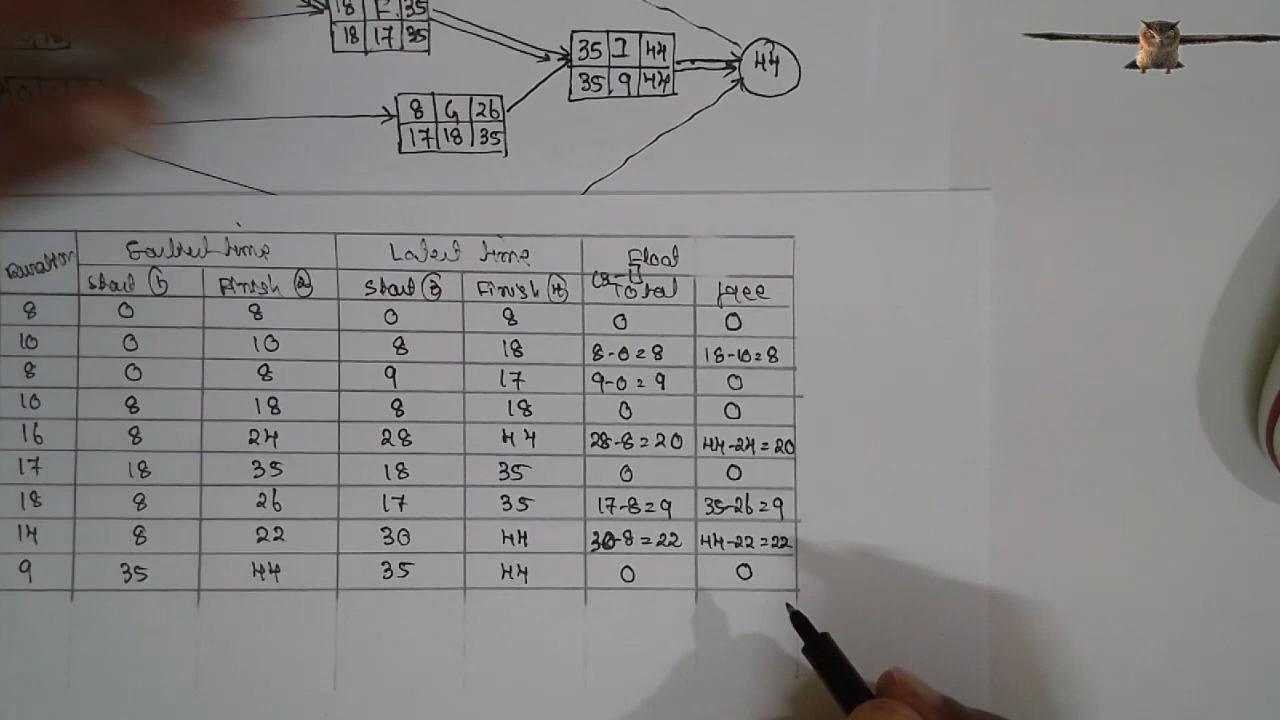 18 F 35
18 17 35
35 I 44
35 9 44
44
8 G 26
17 18 35
Duration Earliest time Latest time Float
Start ① Finish ② Start ③ Finish ④ Total free
8 0 8 0 8 0 0
10 0 10 8 18 8-0=8 18-10=8
8 0 8 9 17 9-0=9 0
10 8 18 8 18 0 0
16 8 24 28 44 28-8=20 44-24=20
17 18 35 18 35 0 0
18 8 26 17 35 17-8=9 35-26=9
14 8 22 30 44 30-8=22 44-22=22
9 35 44 35 44 0 0